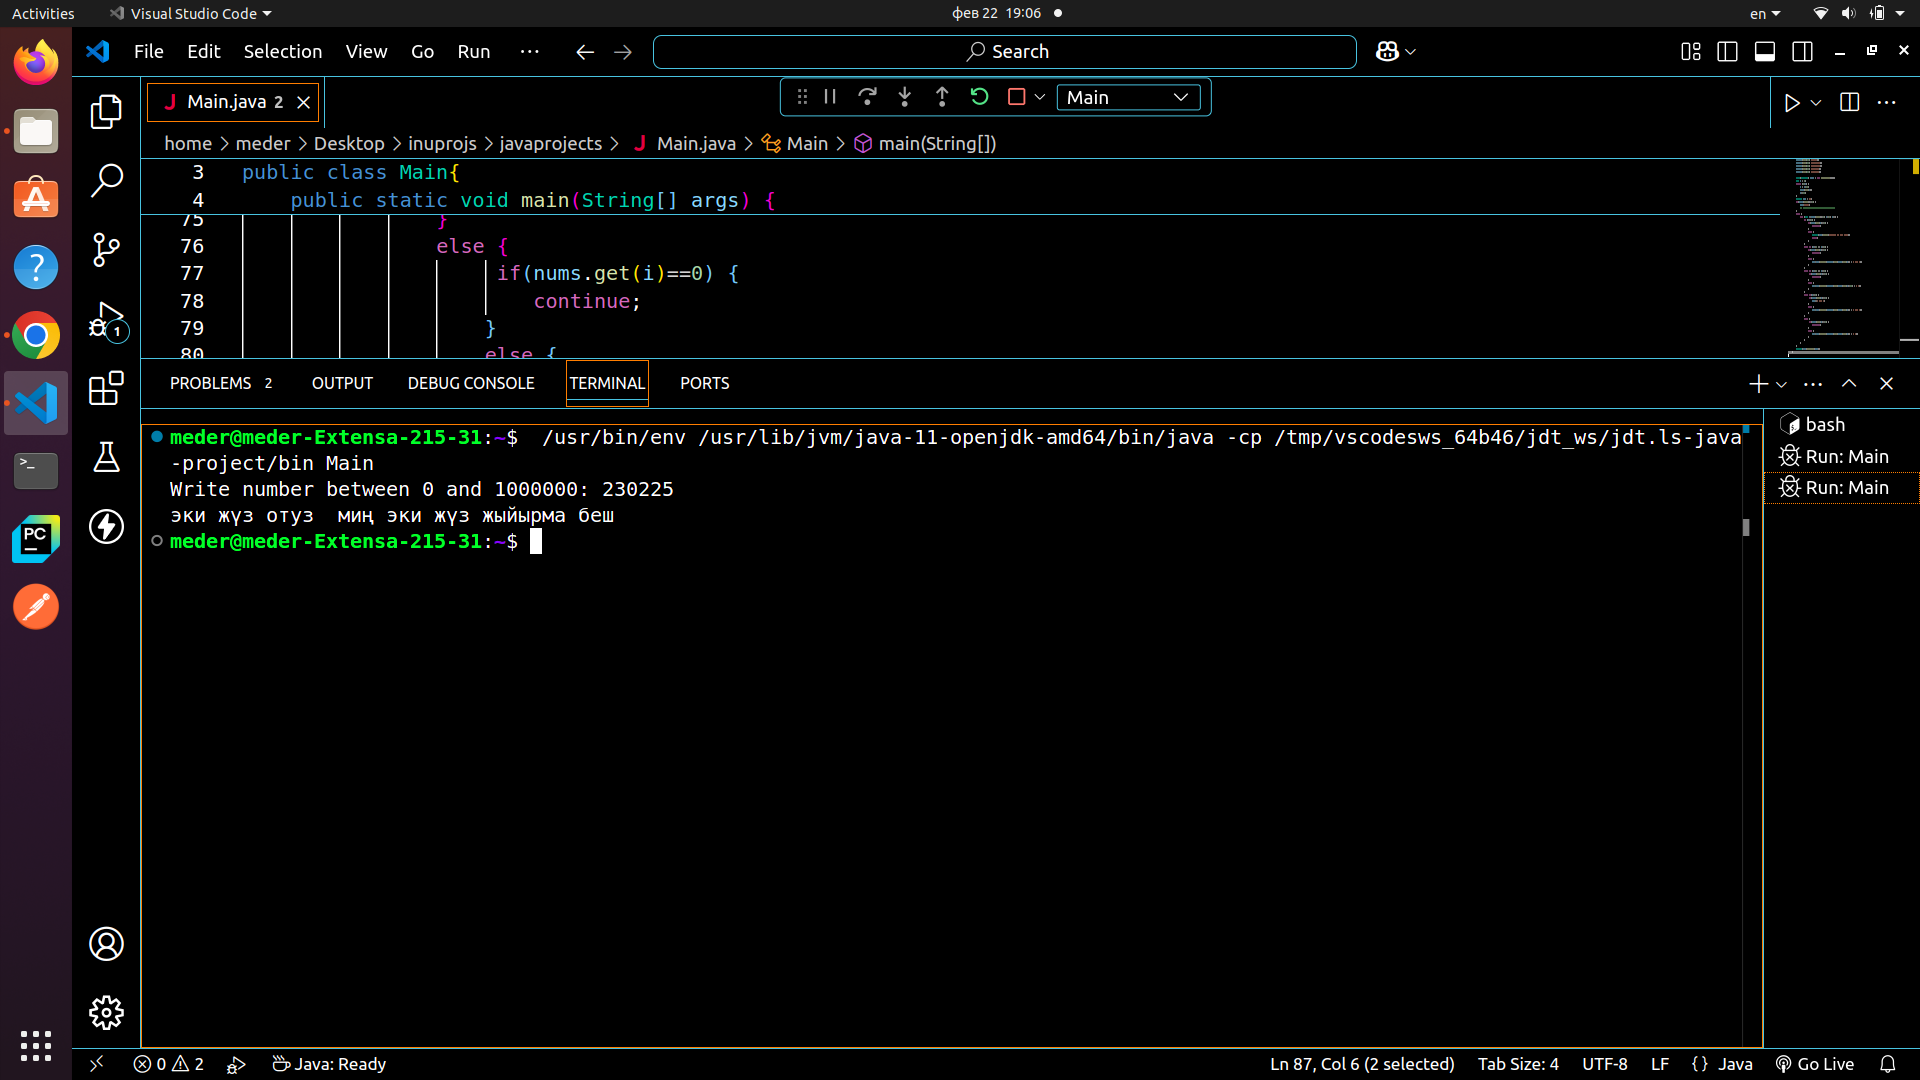 Activities Visual Studio Code фев 22 19:06 en
File Edit Selection View Go Run ··· Search
J Main.java 2 Main
home > meder > Desktop > inuprojs > javaprojects > J Main.java > Main > main(String[])
3 public class Main{
4 public static void main(String[] args) {
75 }
76 else {
77 if(nums.get(i)==0) {
78 continue;
79 }
80 else {
PROBLEMS 2 OUTPUT DEBUG CONSOLE TERMINAL PORTS
meder@meder-Extensa-215-31:~$ /usr/bin/env /usr/lib/jvm/java-11-openjdk-amd64/bin/java -cp /tmp/vscodesws_64b46/jdt_ws/jdt.ls-java
-project/bin Main
Write number between 0 and 1000000: 230225
эки жүз отуз  миң эки жүз жыйырма беш
meder@meder-Extensa-215-31:~$
bash
Run: Main
Run: Main
1
PC
0 2 Java: Ready Ln 87, Col 6 (2 selected) Tab Size: 4 UTF-8 LF {} Java Go Live